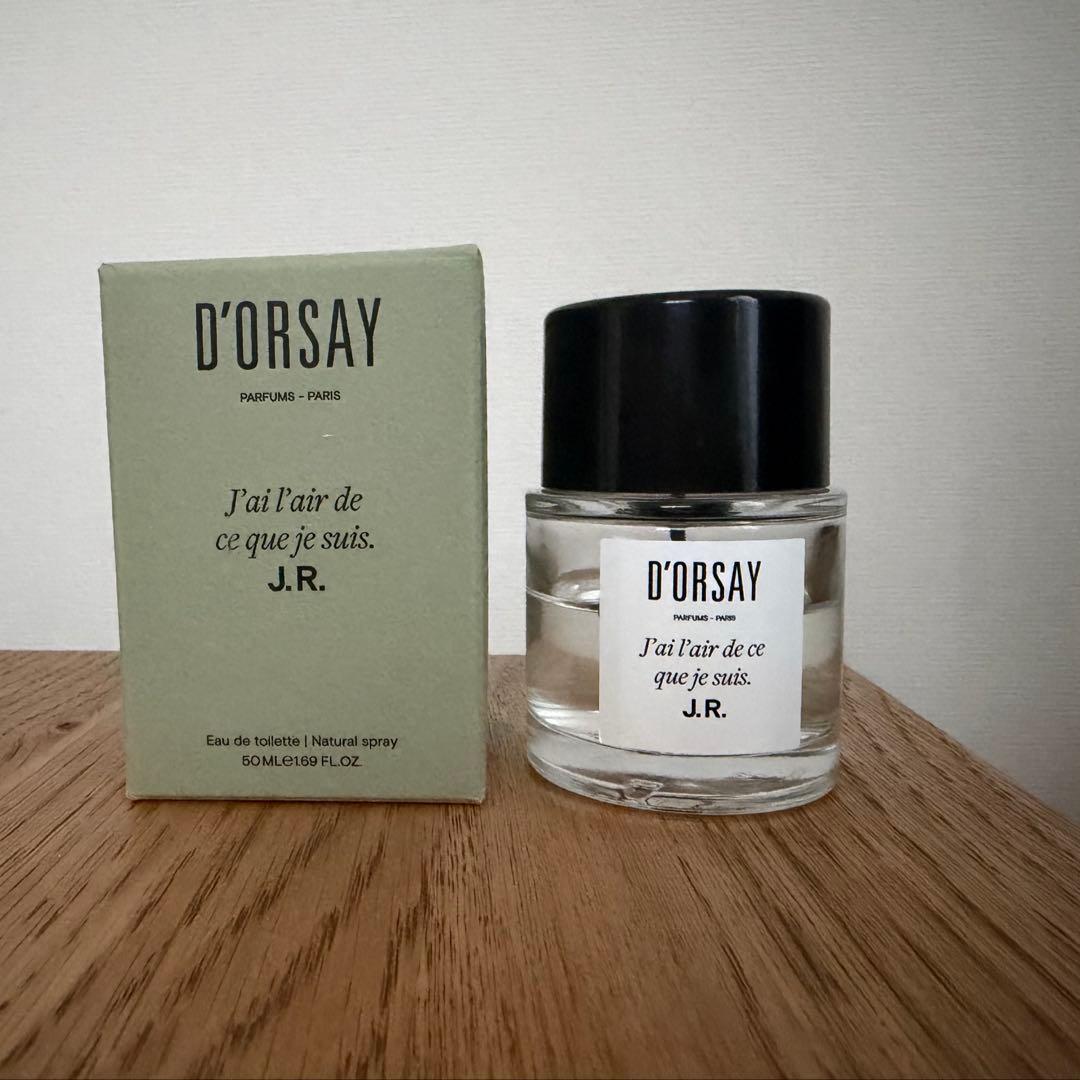 D'ORSAY
PARFUMS - PARIS
J'ai l'air de
ce que je suis.
J.R.
Eau de toilette | Natural spray
50 ML℮1.69 FL.OZ.
D'ORSAY
PARFUMS - PARIS
J'ai l'air de ce
que je suis.
J.R.